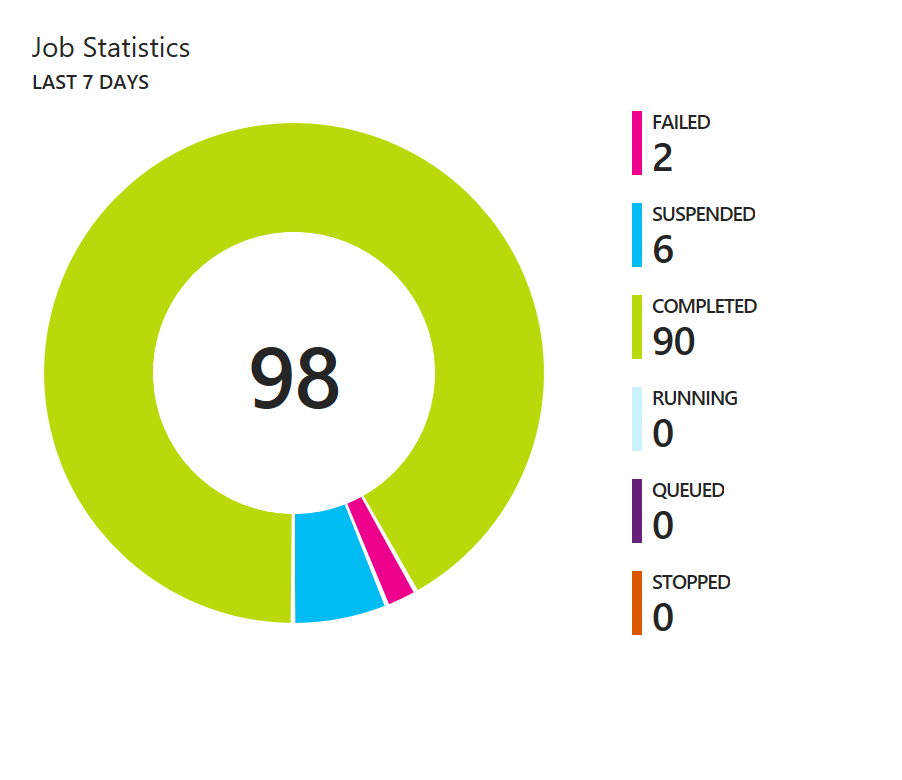 Job Statistics
LAST 7 DAYS
98
FAILED
2
SUSPENDED
6
COMPLETED
90
RUNNING
0
QUEUED
0
STOPPED
0